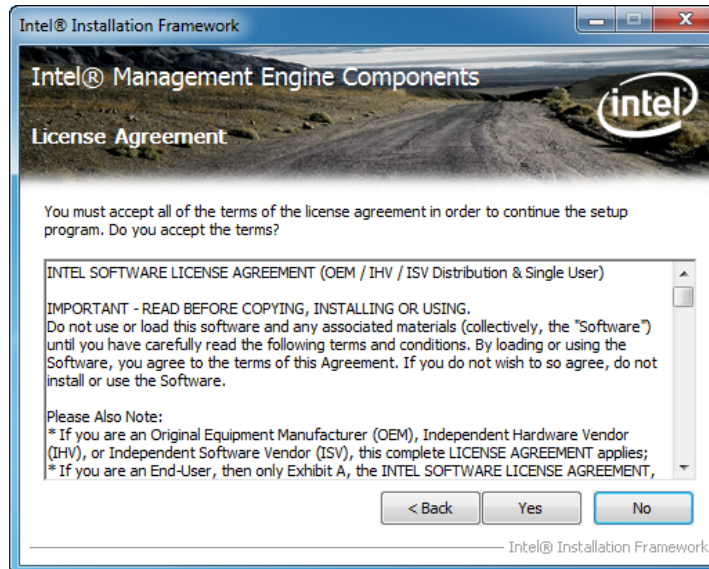 Intel® Installation Framework
Intel® Management Engine Components
intel
License Agreement
You must accept all of the terms of the license agreement in order to continue the setup
program. Do you accept the terms?
INTEL SOFTWARE LICENSE AGREEMENT (OEM / IHV / ISV Distribution & Single User)
IMPORTANT - READ BEFORE COPYING, INSTALLING OR USING.
Do not use or load this software and any associated materials (collectively, the "Software")
until you have carefully read the following terms and conditions. By loading or using the
Software, you agree to the terms of this Agreement. If you do not wish to so agree, do not
install or use the Software.
Please Also Note:
* If you are an Original Equipment Manufacturer (OEM), Independent Hardware Vendor
(IHV), or Independent Software Vendor (ISV), this complete LICENSE AGREEMENT applies;
* If you are an End-User, then only Exhibit A, the INTEL SOFTWARE LICENSE AGREEMENT,
< Back Yes No
Intel® Installation Framework